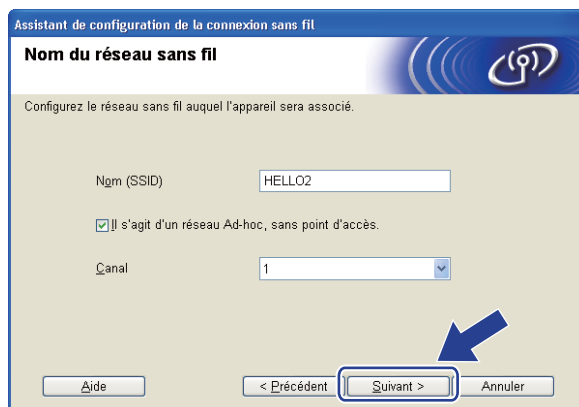 Assistant de configuration de la connexion sans fil
Nom du réseau sans fil
Configurez le réseau sans fil auquel l'appareil sera associé.
Nom (SSID) HELLO2
Il s'agit d'un réseau Ad-hoc, sans point d'accès.
Canal 1
Aide < Précédent Suivant > Annuler